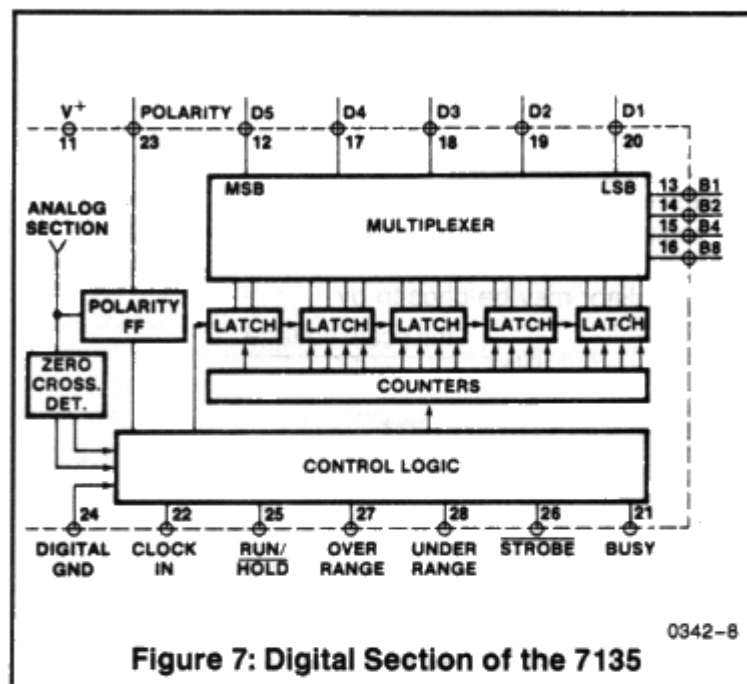 V+ POLARITY D5 D4 D3 D2 D1
11 23 12 17 18 19 20
MSB LSB
MULTIPLEXER
13 B1
14 B2
15 B4
16 B8
ANALOG
SECTION
POLARITY
FF
LATCH LATCH LATCH LATCH LATCH
ZERO
CROSS.
DET.
COUNTERS
CONTROL LOGIC
24 22 25 27 28 26 21
DIGITAL
GND
CLOCK
IN
RUN/
HOLD
OVER
RANGE
UNDER
RANGE
STROBE
BUSY
0342-8
Figure 7: Digital Section of the 7135